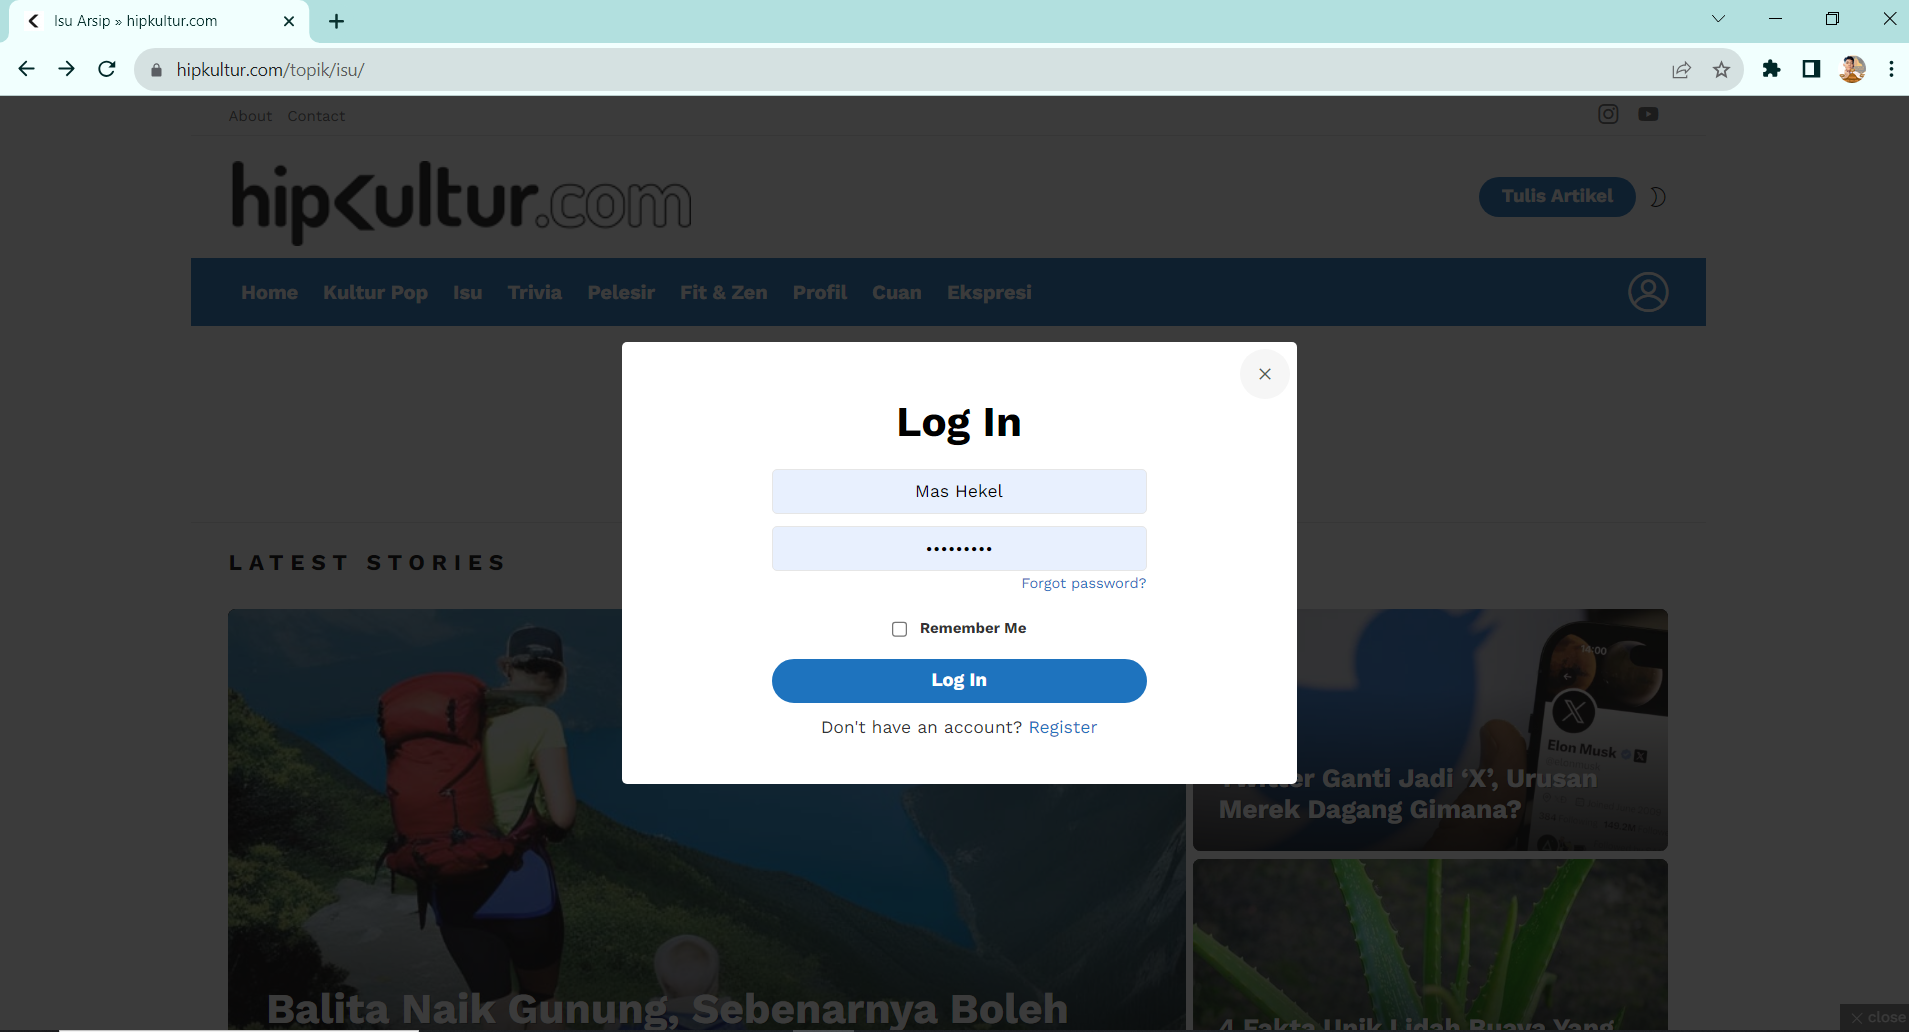 Isu Arsip » hipkultur.com
hipkultur.com/topik/isu/
About Contact
hipkultur.com
Tulis Artikel
Home Kultur Pop Isu Trivia Pelesir Fit & Zen Profil Cuan Ekspresi
Log In
Mas Hekel
•••••••••
Forgot password?
Remember Me
Log In
Don't have an account? Register
LATEST STORIES
14:00
Elon Musk
Ganti Jadi ‘X’, Urusan
Merek Dagang Gimana?
Balita Naik Gunung, Sebenarnya Boleh
4 Fakta Unik Lidah Buaya Yang
close